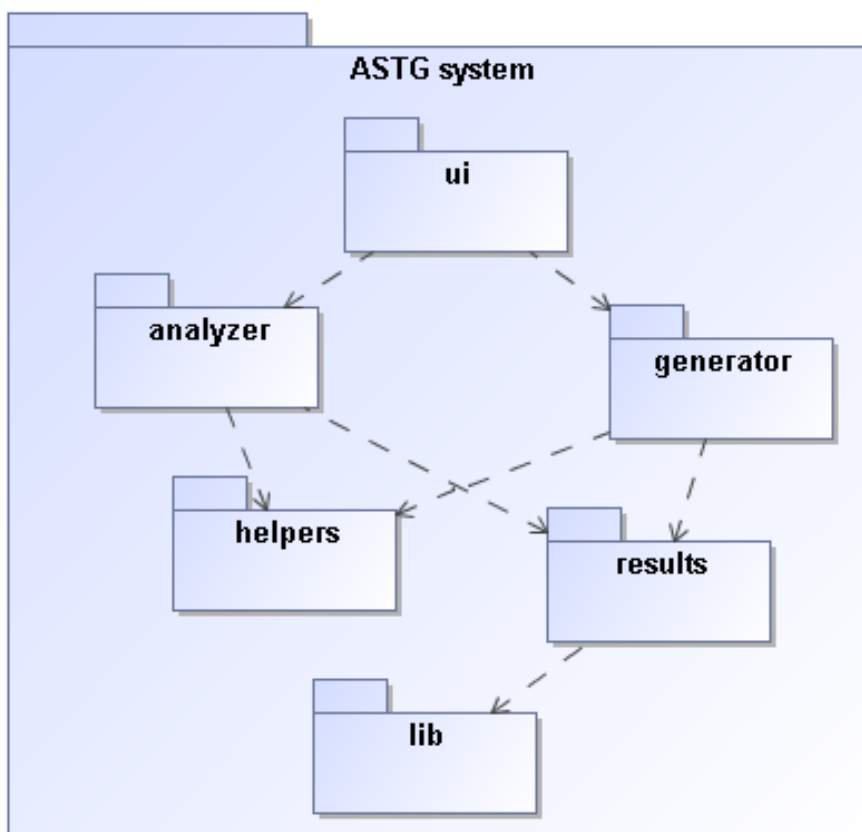 ASTG system
ui
analyzer
generator
helpers
results
lib